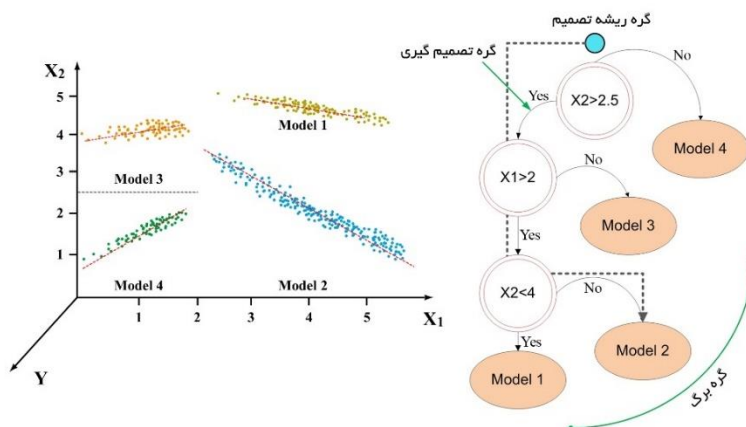 X2
5
4
3
2
1
Model 1
Model 3
Model 4
Model 2
1
2
3
4
5
X1
Y
گره ریشه تصمیم
گره تصمیم گیری
No
Yes
X2>2.5
Model 4
X1>2
No
Model 3
Yes
X2<4
No
Model 2
Yes
Model 1
گره برگ